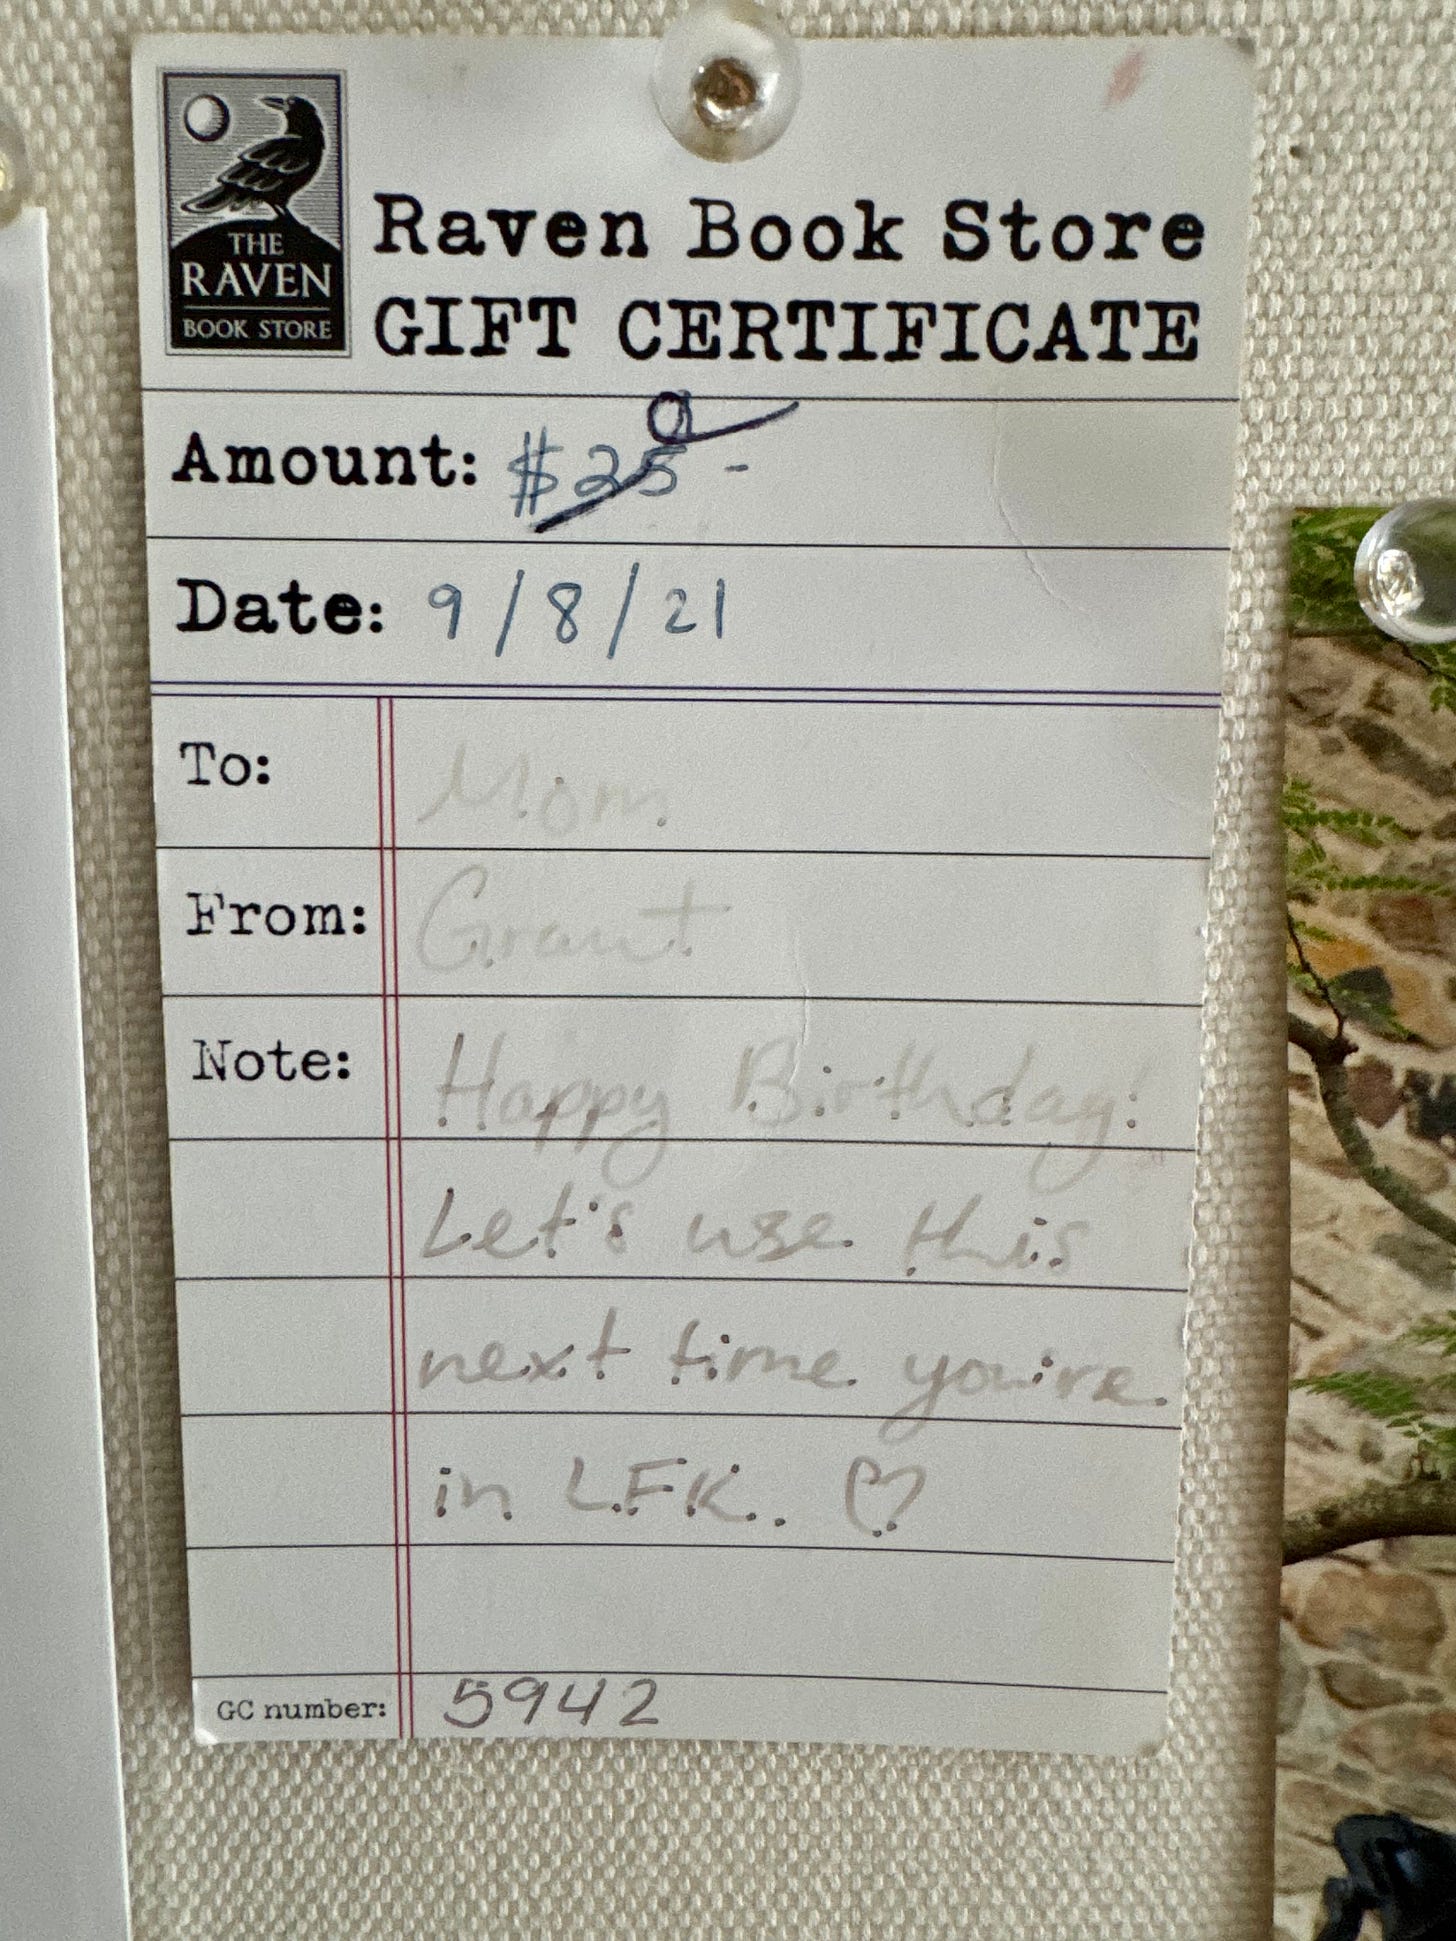 THE
RAVEN
BOOK STORE
Raven Book Store
GIFT CERTIFICATE
Amount: $25 -
Date: 9/8/21
To: Mom
From: Grant
Note: Happy Birthday!
Let's use this
next time you're
in LFK. ♡
GC number: 5942